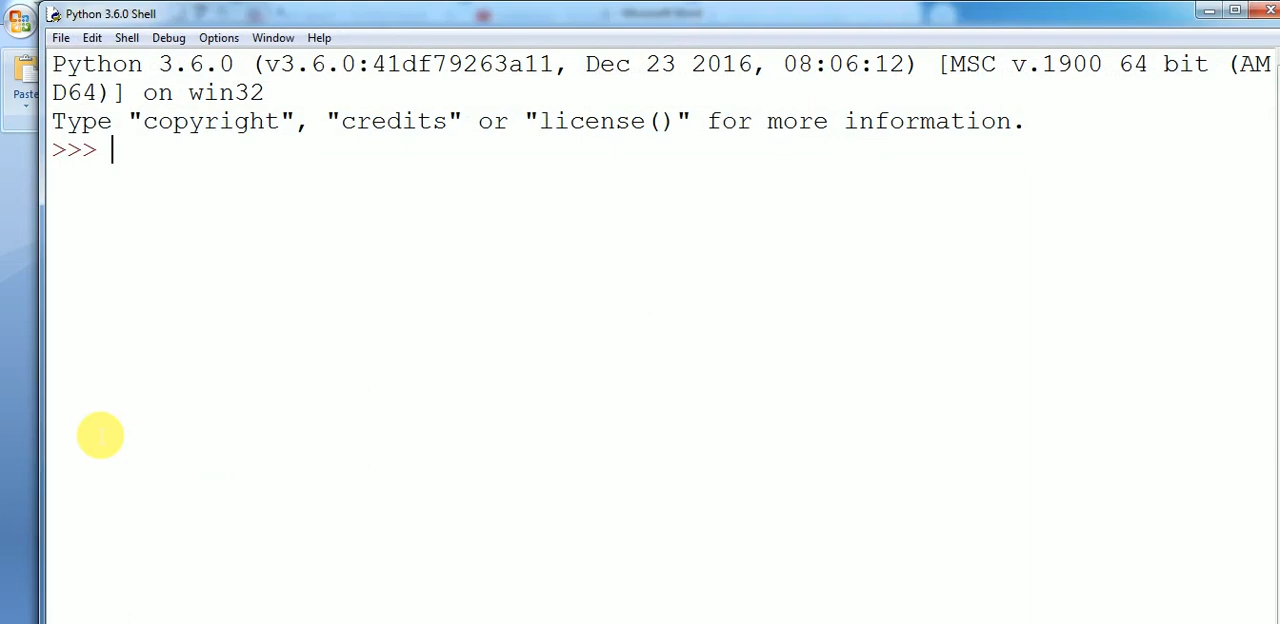 Python 3.6.0 Shell
File Edit Shell Debug Options Window Help
Python 3.6.0 (v3.6.0:41df79263a11, Dec 23 2016, 08:06:12) [MSC v.1900 64 bit (AM
D64)] on win32
Type "copyright", "credits" or "license()" for more information.
>>>
Paste